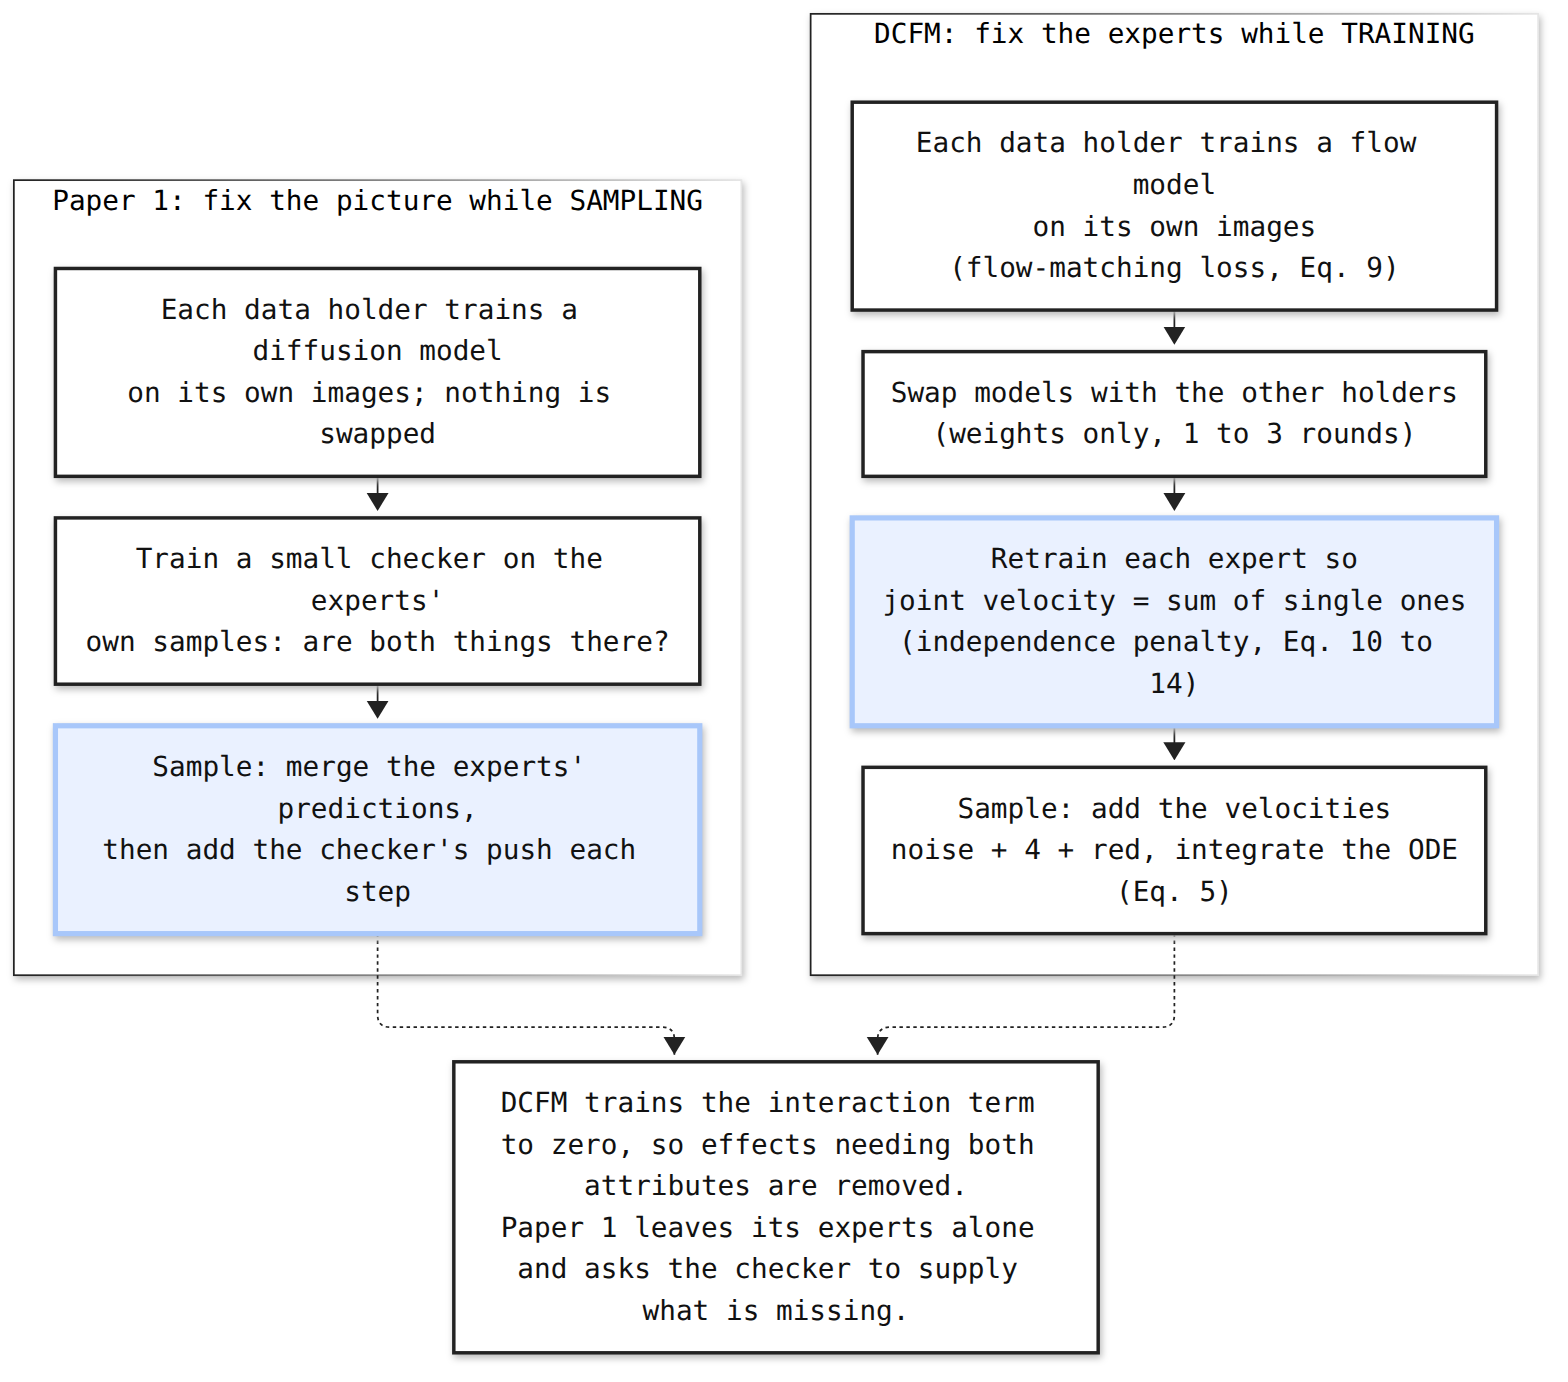 Paper 1: fix the picture while SAMPLING
Each data holder trains a
diffusion model
on its own images; nothing is
swapped
Train a small checker on the
experts'
own samples: are both things there?
Sample: merge the experts'
predictions,
then add the checker's push each
step
DCFM: fix the experts while TRAINING
Each data holder trains a flow
model
on its own images
(flow-matching loss, Eq. 9)
Swap models with the other holders
(weights only, 1 to 3 rounds)
Retrain each expert so
joint velocity = sum of single ones
(independence penalty, Eq. 10 to
14)
Sample: add the velocities
noise + 4 + red, integrate the ODE
(Eq. 5)
DCFM trains the interaction term
to zero, so effects needing both
attributes are removed.
Paper 1 leaves its experts alone
and asks the checker to supply
what is missing.